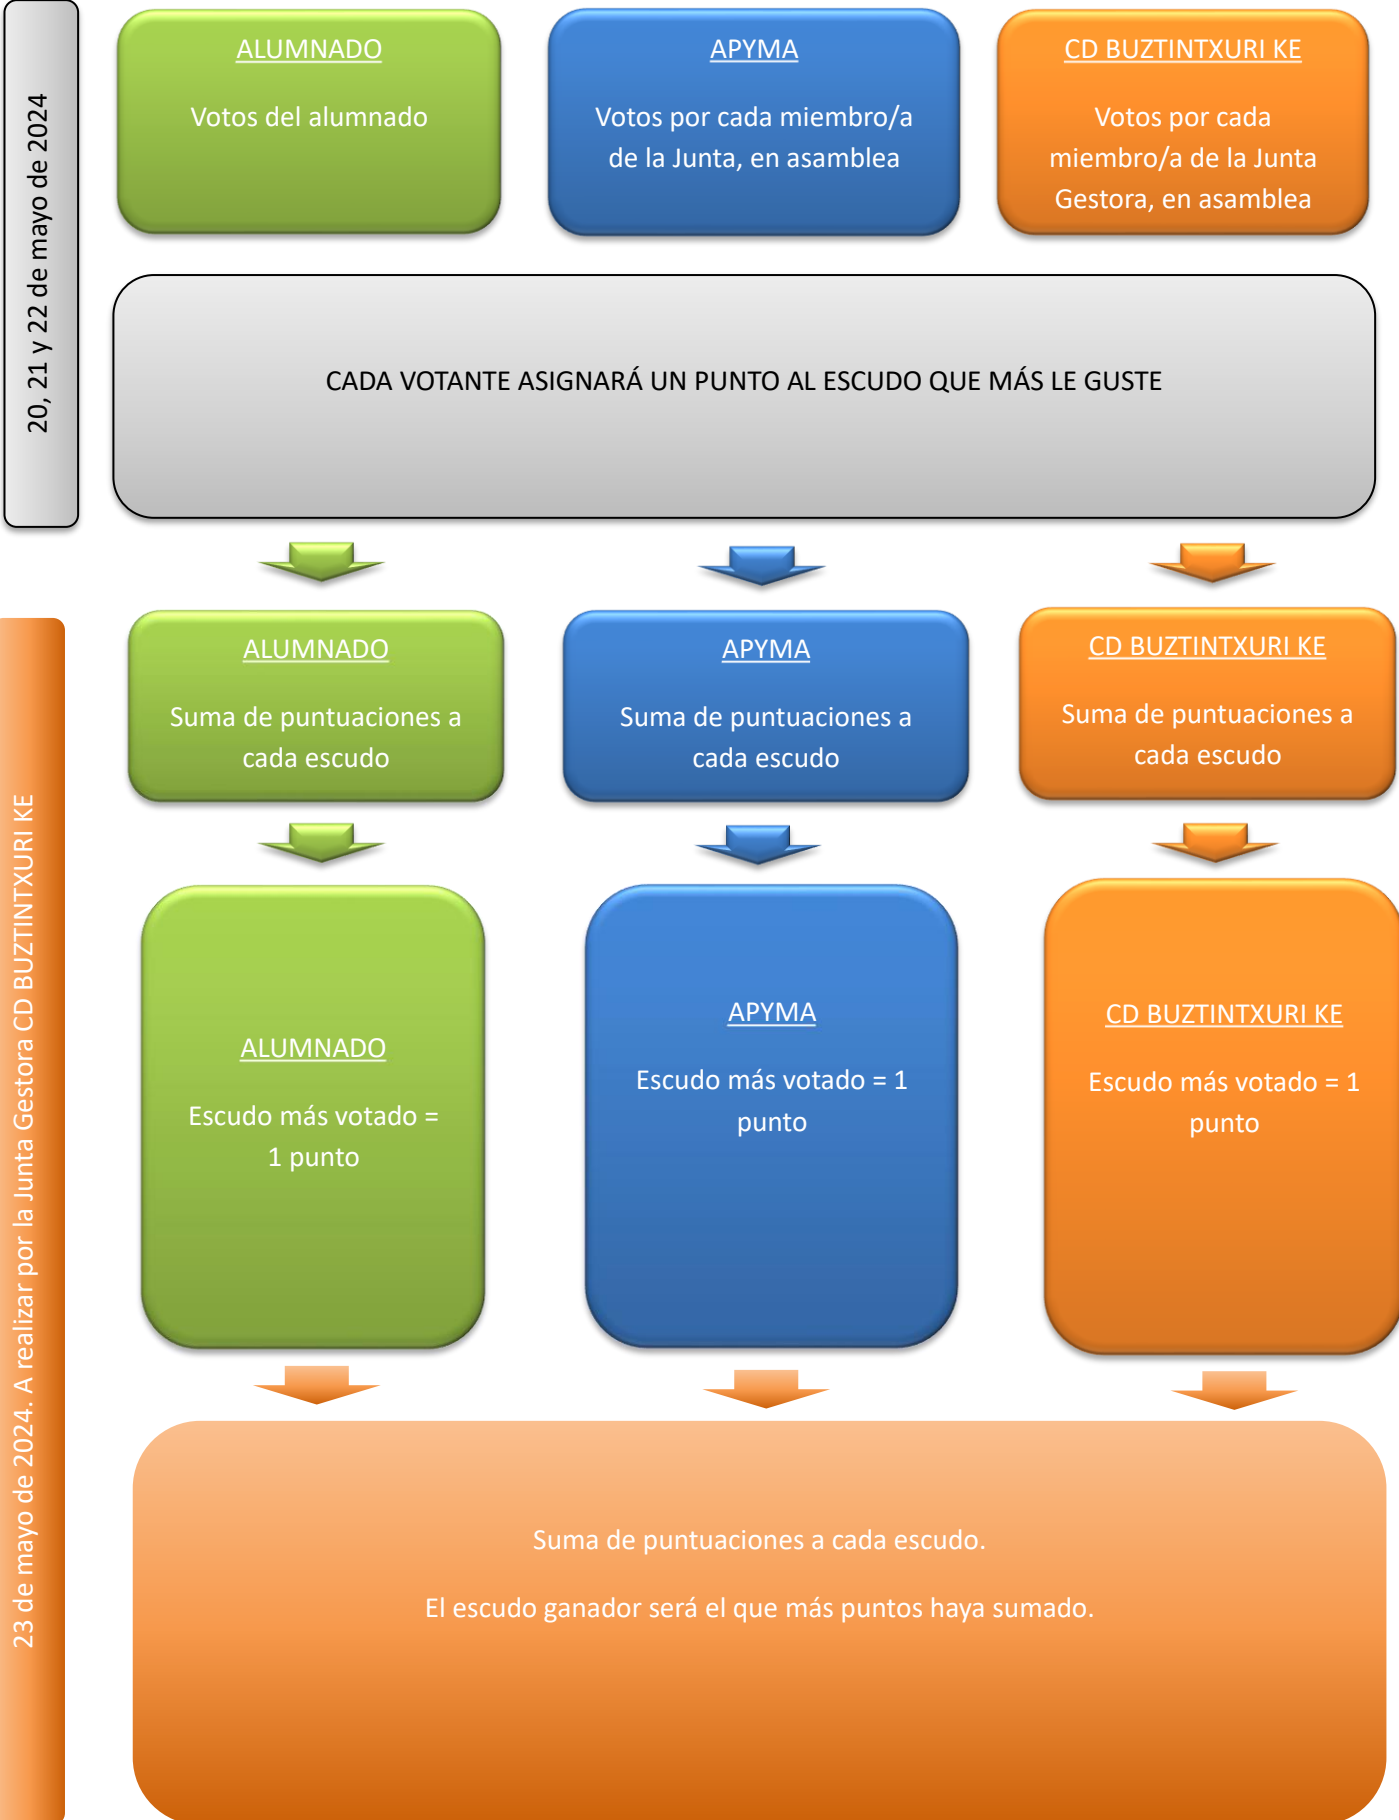 20, 21 y 22 de mayo de 2024
ALUMNADO
Votos del alumnado
APYMA
Votos por cada miembro/a
de la Junta, en asamblea
CD BUZTINTXURI KE
Votos por cada
miembro/a de la Junta
Gestora, en asamblea
CADA VOTANTE ASIGNARÁ UN PUNTO AL ESCUDO QUE MÁS LE GUSTE
23 de mayo de 2024. A realizar por la Junta Gestora CD BUZTINTXURI KE
ALUMNADO
Suma de puntuaciones a
cada escudo
APYMA
Suma de puntuaciones a
cada escudo
CD BUZTINTXURI KE
Suma de puntuaciones a
cada escudo
ALUMNADO
Escudo más votado =
1 punto
APYMA
Escudo más votado = 1
punto
CD BUZTINTXURI KE
Escudo más votado = 1
punto
Suma de puntuaciones a cada escudo.
El escudo ganador será el que más puntos haya sumado.